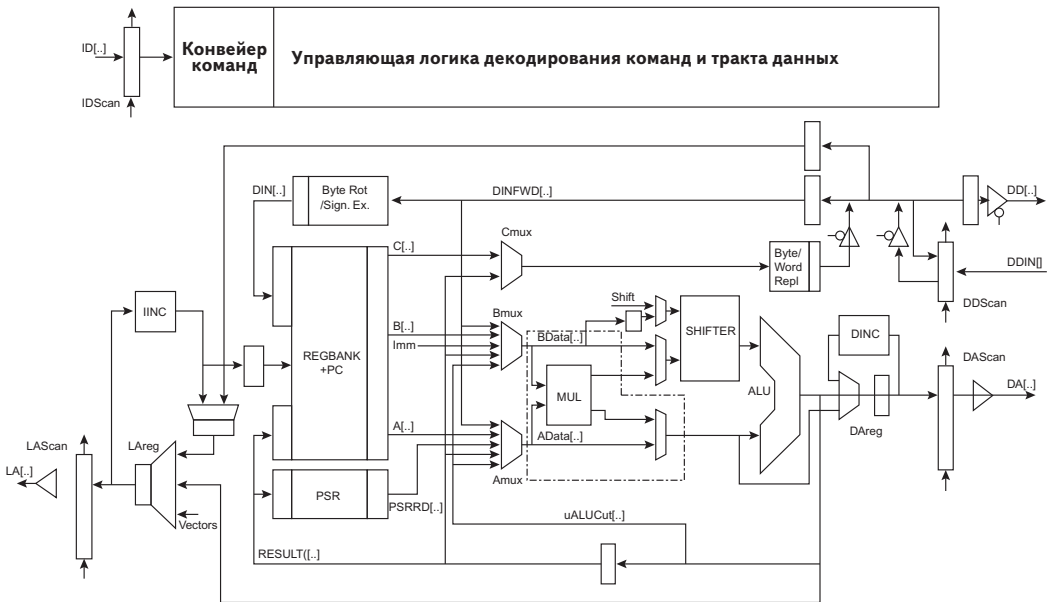 ID[..]
IDScan
Конвейер
команд
Управляющая логика декодирования команд и тракта данных
DIN[..]
Byte Rot
/Sign. Ex.
DINFWD[..]
DD[..]
Cmux
C[..]
Byte/
Word
Repl
DDIN[]
DDScan
IINC
Shift
Bmux
B[..]
BData[..]
SHIFTER
DINC
Imm
REGBANK
+PC
DAScan
MUL
ALU
DA[..]
LAScan
LAreg
A[..]
AData[..]
DAreg
LA[..]
Amux
PSR
PSRRD[..]
Vectors
uALUCut[..]
RESULT([..]